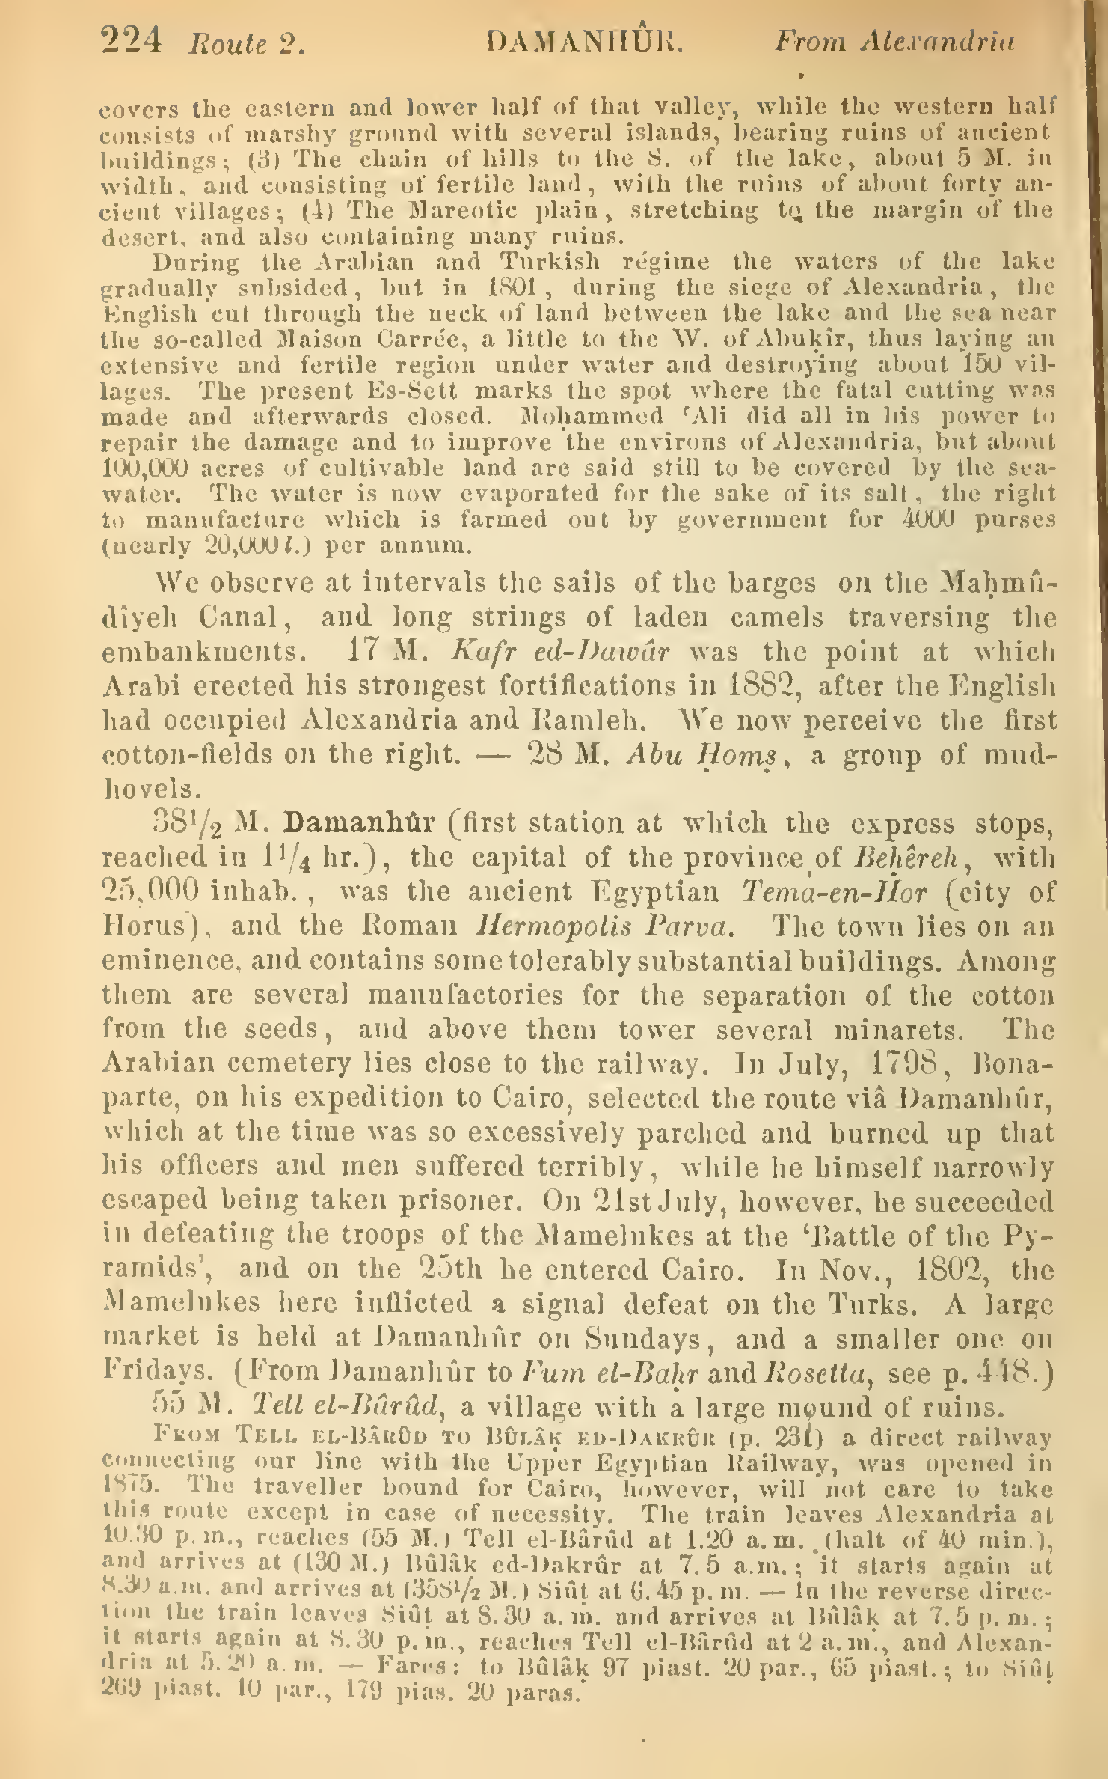 224 Route 2. DAMANHÛR. From Alexandria
covers the eastern and lower half of that valley, while the western half
consists of marshy ground with several islands, bearing ruins of ancient
buildings; (3) The chain of hills to the S. of the lake, about 5 M. in
width, and consisting of fertile land, with the ruins of about forty an-
cient villages; (4) The Mareotic plain, stretching to the margin of the
desert, and also containing many ruins.
During the Arabian and Turkish régime the waters of the lake
gradually subsided, but in 1801, during the siege of Alexandria, the
English cut through the neck of land between the lake and the sea near
the so-called Maison Carrée, a little to the W. of Abuḳîr, thus laying an
extensive and fertile region under water and destroying about 150 vil-
lages. The present Es-Sett marks the spot where the fatal cutting was
made and afterwards closed. Moḥammed ʿAli did all in his power to
repair the damage and to improve the environs of Alexandria, but about
100,000 acres of cultivable land are said still to be covered by the sea-
water. The water is now evaporated for the sake of its salt, the right
to manufacture which is farmed out by government for 4000 purses
(nearly 20,000 l.) per annum.
We observe at intervals the sails of the barges on the Maḥmû-
dîyeh Canal, and long strings of laden camels traversing the
embankments. 17 M. Kafr ed-Dawâr was the point at which
Arabi erected his strongest fortifications in 1882, after the English
had occupied Alexandria and Ramleh. We now perceive the first
cotton-fields on the right. — 28 M. Abu Ḥomṣ, a group of mud-
hovels.
38½ M. Damanhûr (first station at which the express stops,
reached in 1¼ hr.), the capital of the province of Beḥêreh, with
25,000 inhab., was the ancient Egyptian Tema-en-Hor (city of
Horus), and the Roman Hermopolis Parva. The town lies on an
eminence, and contains some tolerably substantial buildings. Among
them are several manufactories for the separation of the cotton
from the seeds, and above them tower several minarets. The
Arabian cemetery lies close to the railway. In July, 1798, Bona-
parte, on his expedition to Cairo, selected the route viâ Damanhûr,
which at the time was so excessively parched and burned up that
his officers and men suffered terribly, while he himself narrowly
escaped being taken prisoner. On 21st July, however, he succeeded
in defeating the troops of the Mamelukes at the ‘Battle of the Py-
ramids’, and on the 25th he entered Cairo. In Nov., 1802, the
Mamelukes here inflicted a signal defeat on the Turks. A large
market is held at Damanhûr on Sundays, and a smaller one on
Fridays. (From Damanhûr to Fum el-Baḥr and Rosetta, see p. 448.)
55 M. Tell el-Bârûd, a village with a large mound of ruins.
FROM TELL EL-BÂRÛD TO BÛLÂḲ ED-DAKRÛR (p. 231) a direct railway
connecting our line with the Upper Egyptian Railway, was opened in
1875. The traveller bound for Cairo, however, will not care to take
this route except in case of necessity. The train leaves Alexandria at
10.30 p.m., reaches (55 M.) Tell el-Bârûd at 1.20 a.m. (halt of 40 min.),
and arrives at (130 M.) Bûlâk ed-Dakrûr at 7.5 a.m.; it starts again at
8.30 a.m. and arrives at (358½ M.) Siûṭ at 6.45 p.m. — In the reverse direc-
tion the train leaves Siûṭ at 8.30 a.m. and arrives at Bûlâḳ at 7.5 p.m.;
it starts again at 8.30 p.m., reaches Tell el-Bârûd at 2 a.m., and Alexan-
dria at 5.20 a.m. — Fares: to Bûlâḳ 97 piast. 20 par., 65 piast.; to Siûṭ
269 piast. 10 par., 179 pias. 20 paras.